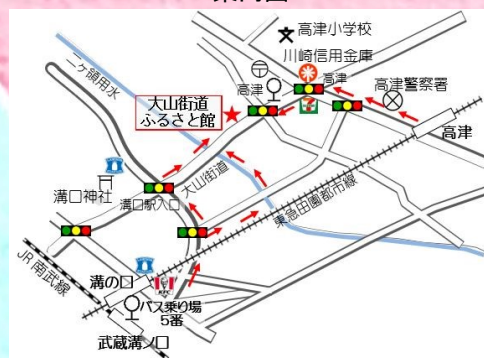 高津小学校
川崎信用金庫
高津
高津
高津警察署
二ヶ領用水
大山街道
ふるさと館
高津
大山街道
溝口神社
溝口駅入口
東急田園都市線
JR南武線
溝の口
KFC
バス乗り場
5番
武蔵溝ノ口